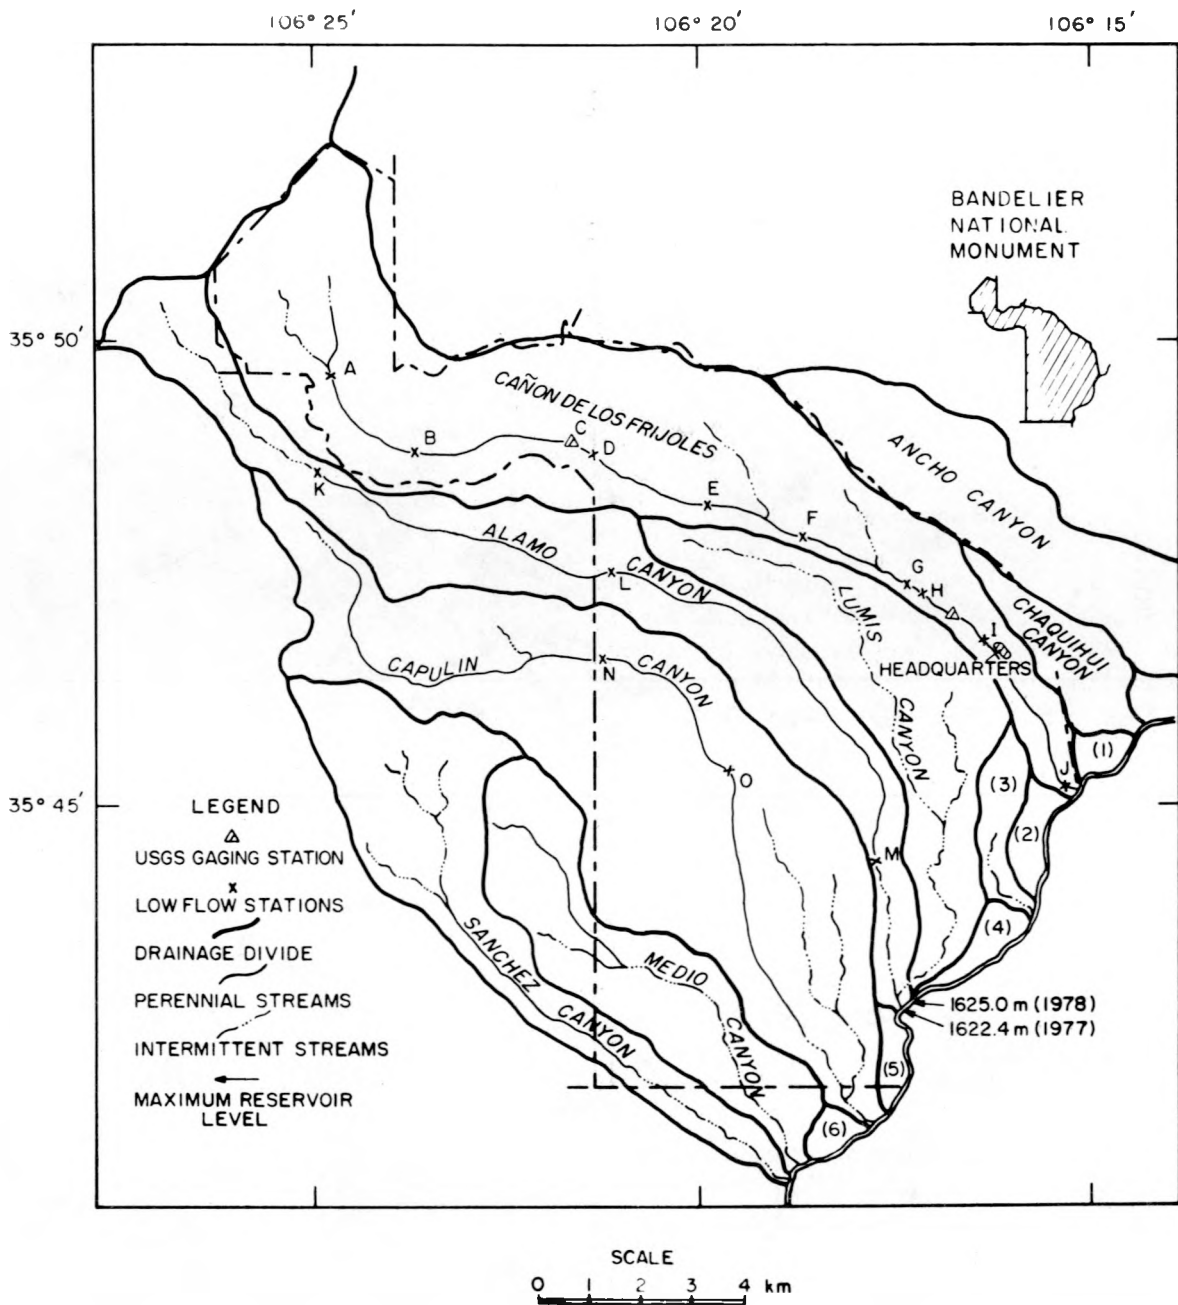 106° 25′
106° 20′
106° 15′
BANDELIER
NATIONAL
MONUMENT
35° 50′
A
CAÑON DE LOS FRIJOLES
B
C
D
ANCHO CANYON
K
E
F
ALAMO CANYON
L
G
H
LUMIS CANYON
CHAQUIHUI
CANYON
I
HEADQUARTERS
CAPULIN CANYON
N
O
J
(1)
(3)
(2)
35° 45′
LEGEND
USGS GAGING STATION
x
LOW FLOW STATIONS
DRAINAGE DIVIDE
PERENNIAL STREAMS
INTERMITTENT STREAMS
MAXIMUM RESERVOIR
LEVEL
M
(4)
SANCHEZ CANYON
MEDIO CANYON
1625.0 m (1978)
1622.4 m (1977)
(5)
(6)
SCALE
0 1 2 3 4 km